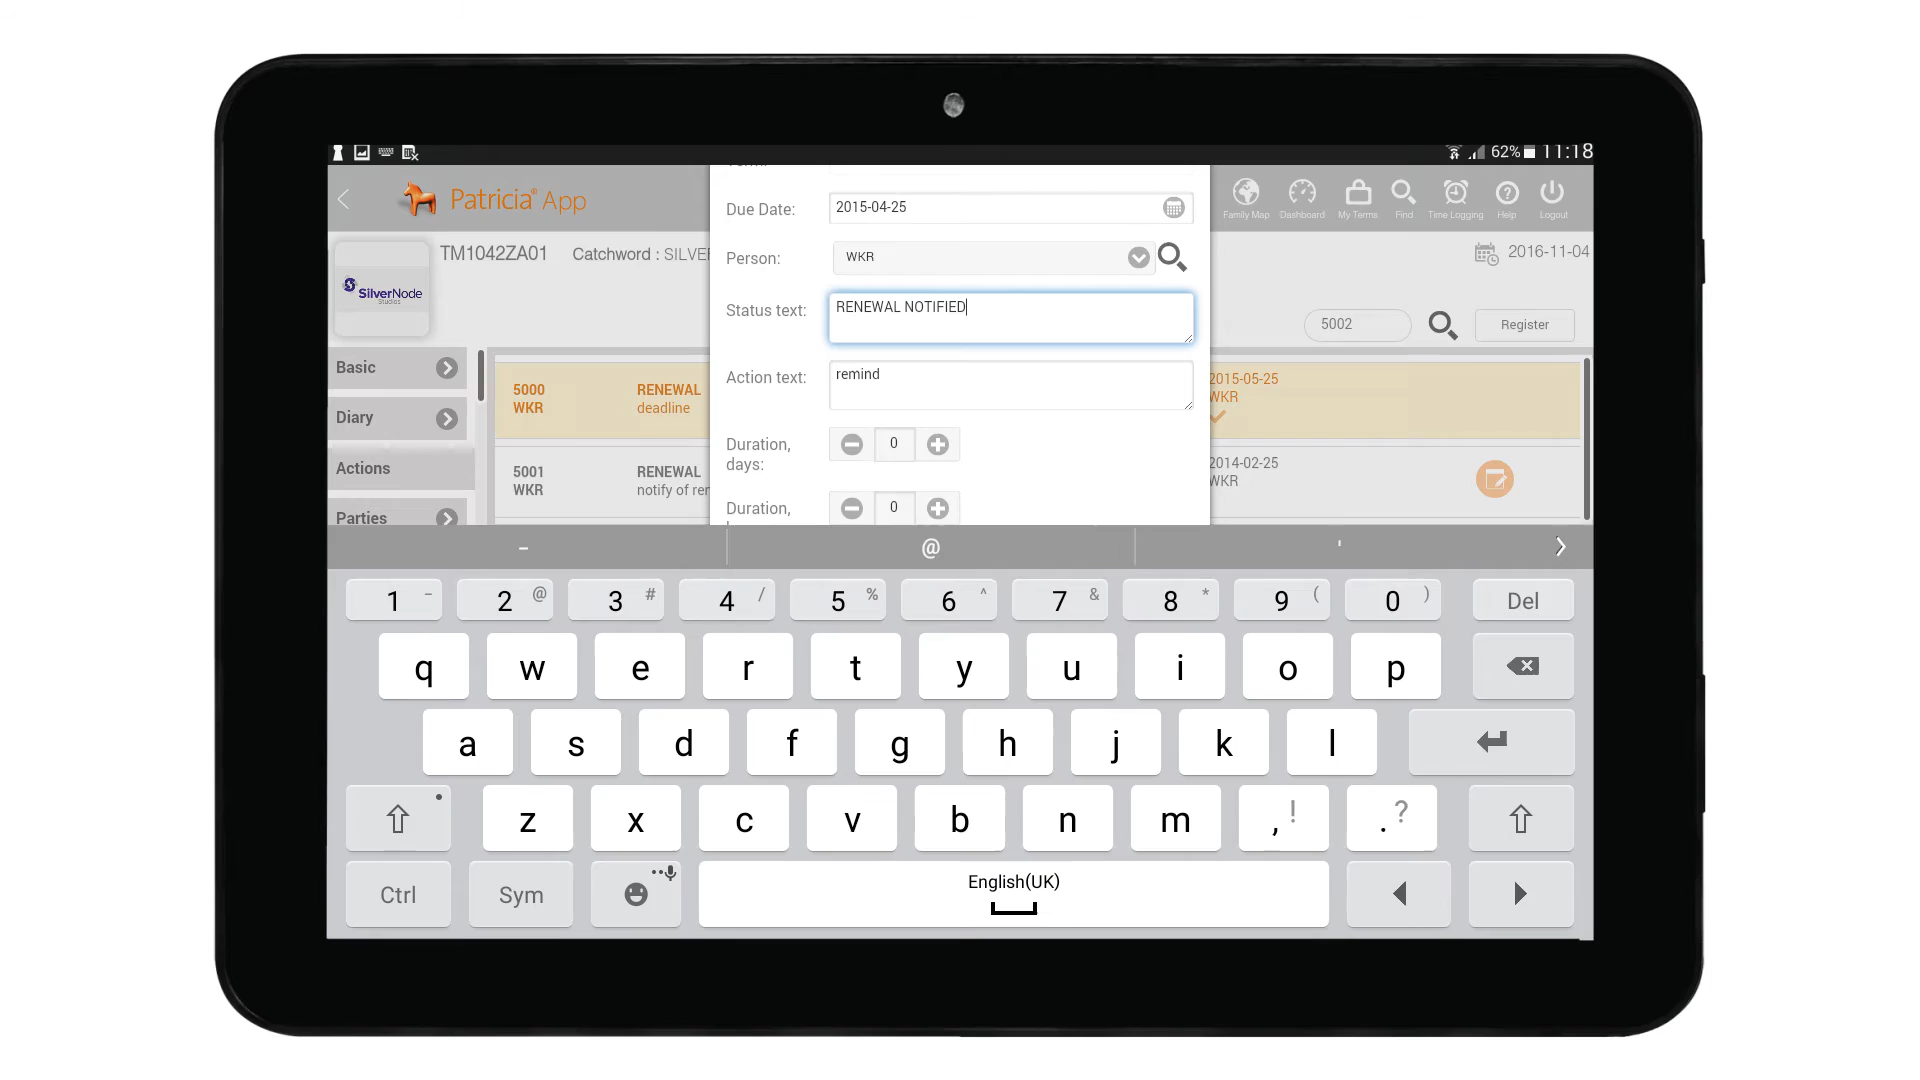 62% 11:18
Patricia® App
Family Map Dashboard My Terms Find Time Logging Help Logout
Due Date: 2015-04-25
Person: WKR
Status text: RENEWAL NOTIFIED
Action text: remind
Duration, days: 0
Duration, 0
TM1042ZA01 Catchword : SILVER
2016-11-04
SilverNode
Studios
5002 Register
Basic
Diary
Actions
Parties
5000 RENEWAL 2015-05-25
WKR deadline WKR
5001 RENEWAL 2014-02-25
WKR notify of WKR
- @ '
1 - 2 @ 3 # 4 / 5 % 6 ^ 7 & 8 * 9 ( 0 ) Del
q w e r t y u i o p
a s d f g h j k l
z x c v b n m , ! . ?
Ctrl Sym English(UK)